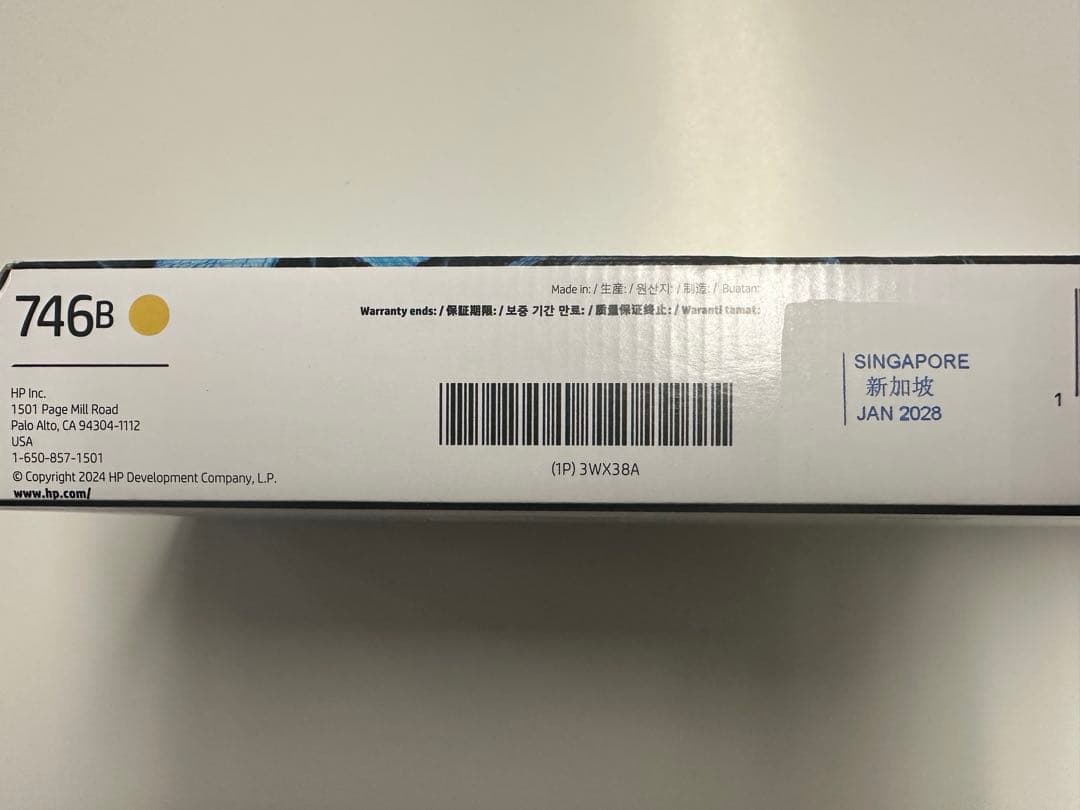 746B
HP Inc.
1501 Page Mill Road
Palo Alto, CA 94304-1112
USA
1-650-857-1501
© Copyright 2024 HP Development Company, L.P.
www.hp.com/
Made in: / 生産: / 원산지: / 制造: / Buatan:
Warranty ends: / 保証期限: / 보증 기간 만료: / 质量保证终止: / Waranti tamat:
(1P) 3WX38A
SINGAPORE
新加坡
JAN 2028
1